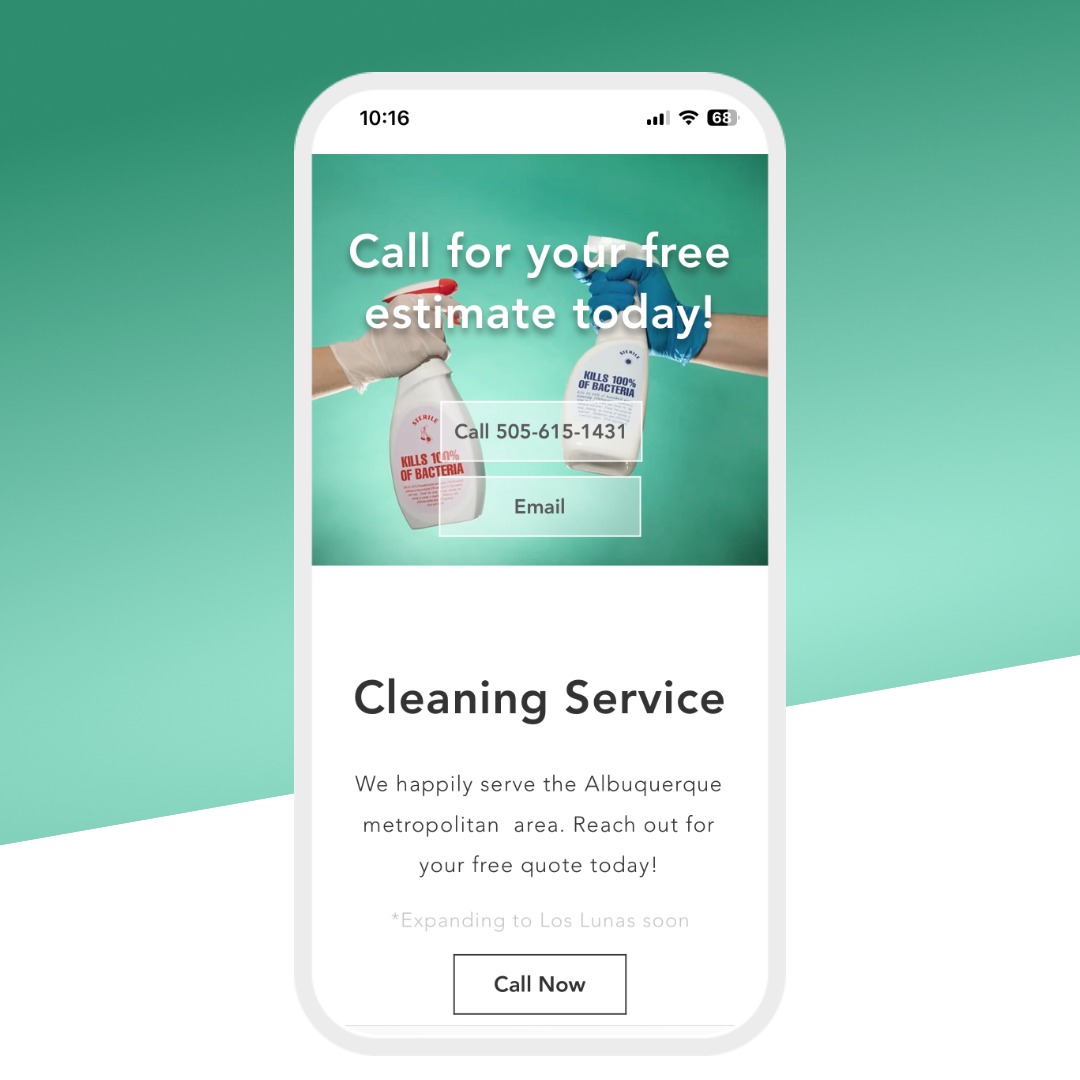 10:16
68
Call for your free
estimate today!
STERILE
KILLS 100%
OF BACTERIA
Call 505-615-1431
STERILE
KILLS 100%
OF BACTERIA
Email
Cleaning Service
We happily serve the Albuquerque
metropolitan  area. Reach out for
your free quote today!
*Expanding to Los Lunas soon
Call Now